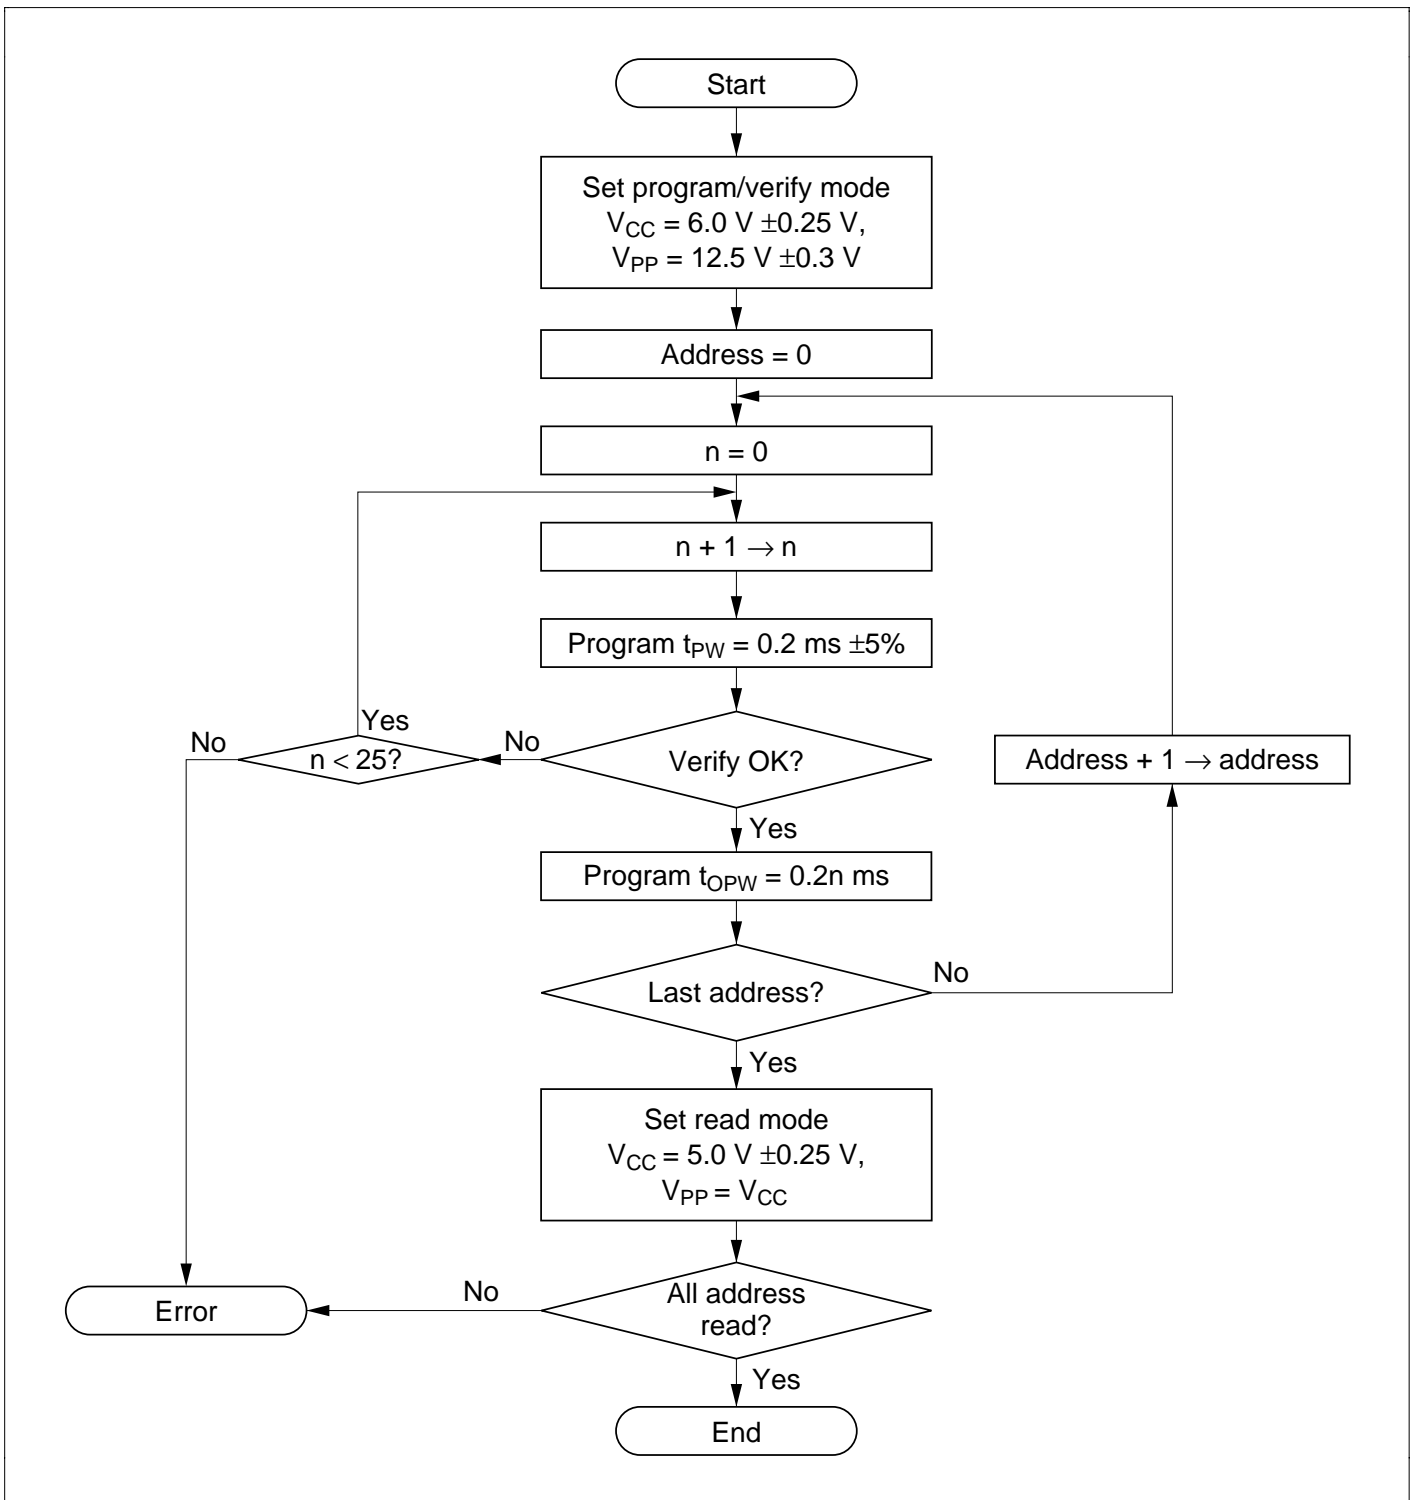 Start
Set program/verify mode
VCC = 6.0 V ±0.25 V,
VPP = 12.5 V ±0.3 V
Address = 0
n = 0
n + 1 → n
Program tPW = 0.2 ms ±5%
Verify OK?
No
n < 25?
Yes
No
Address + 1 → address
Yes
Program tOPW = 0.2n ms
Last address?
No
Yes
Set read mode
VCC = 5.0 V ±0.25 V,
VPP = VCC
All address
read?
No
Error
Yes
End